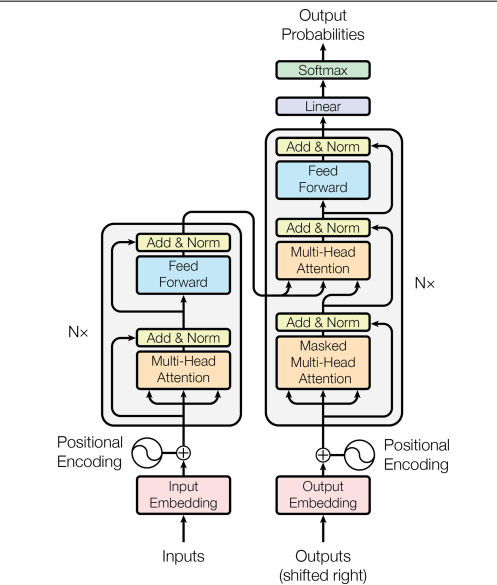 Output
Probabilities
Softmax
Linear
Add & Norm
Feed
Forward
Add & Norm
Multi-Head
Attention
Add & Norm
Masked
Multi-Head
Attention
N×
Add & Norm
Feed
Forward
Add & Norm
Multi-Head
Attention
N×
Positional
Encoding
Positional
Encoding
Input
Embedding
Output
Embedding
Inputs
Outputs
(shifted right)